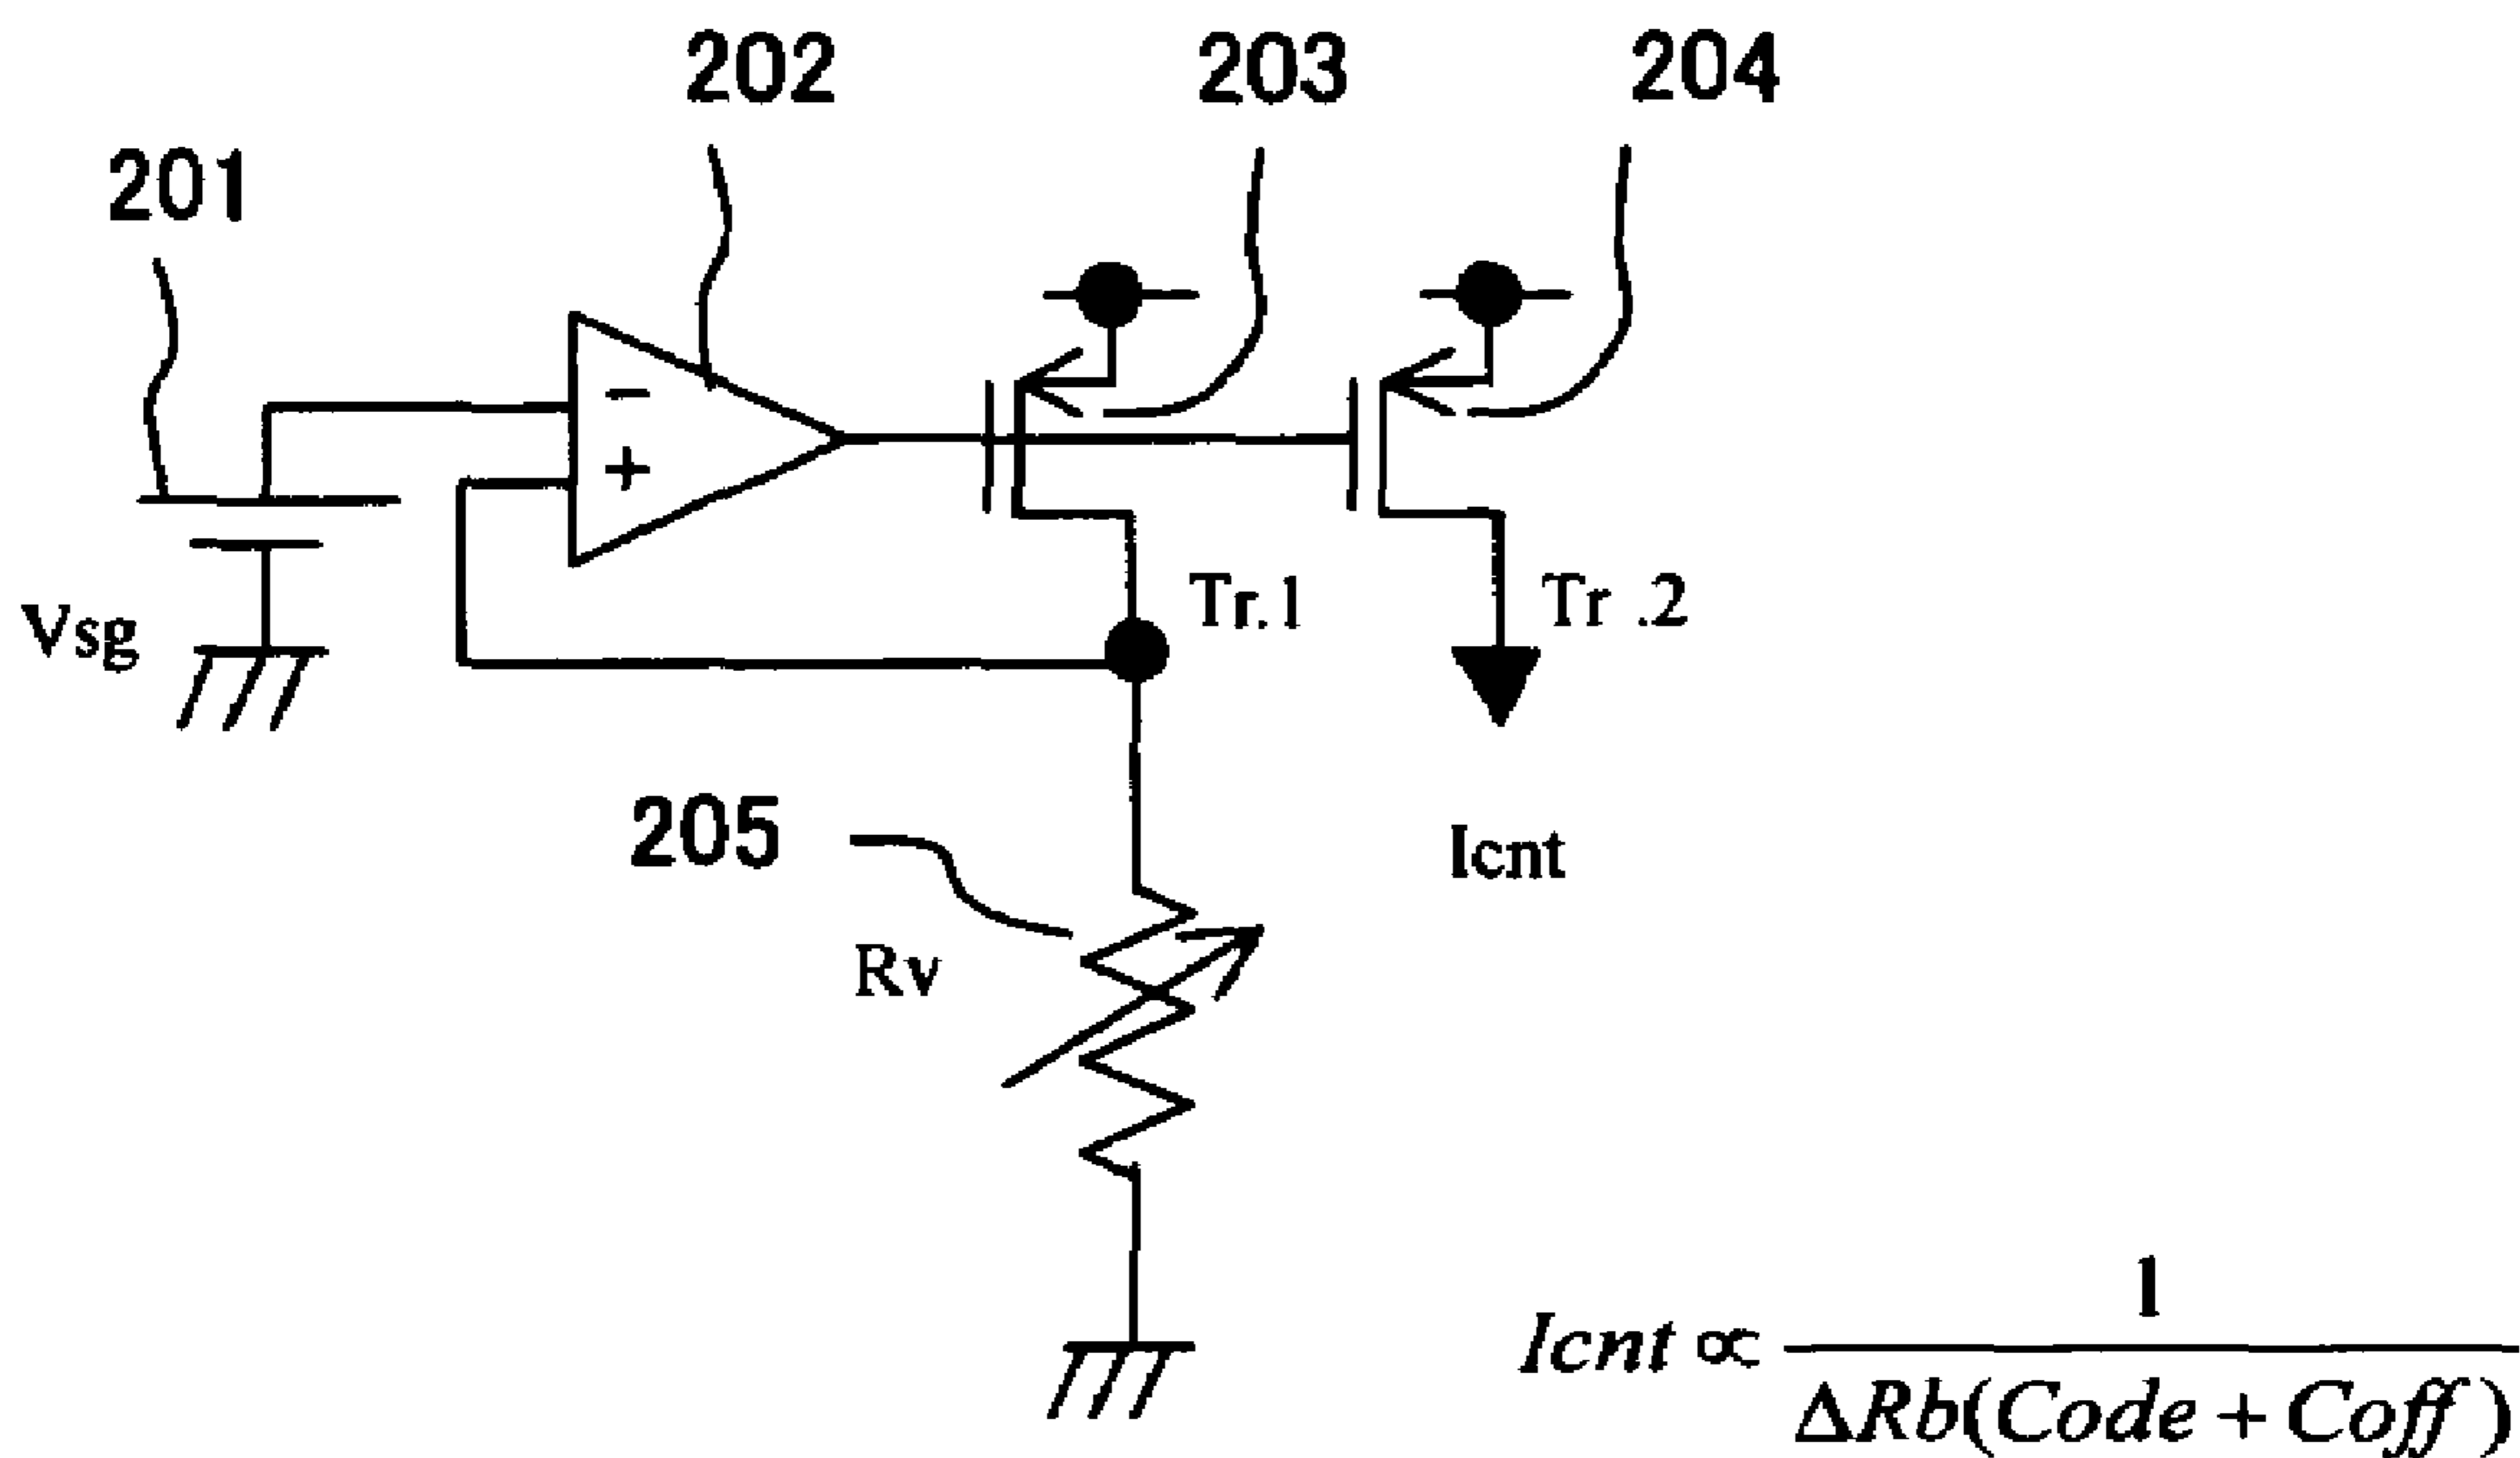 202
203
204
201
−
+
Vsg
Tr.1
Tr .2
205
Icnt
Rv
Icnt ∝ 1 / ΔRb(Code + Coff)